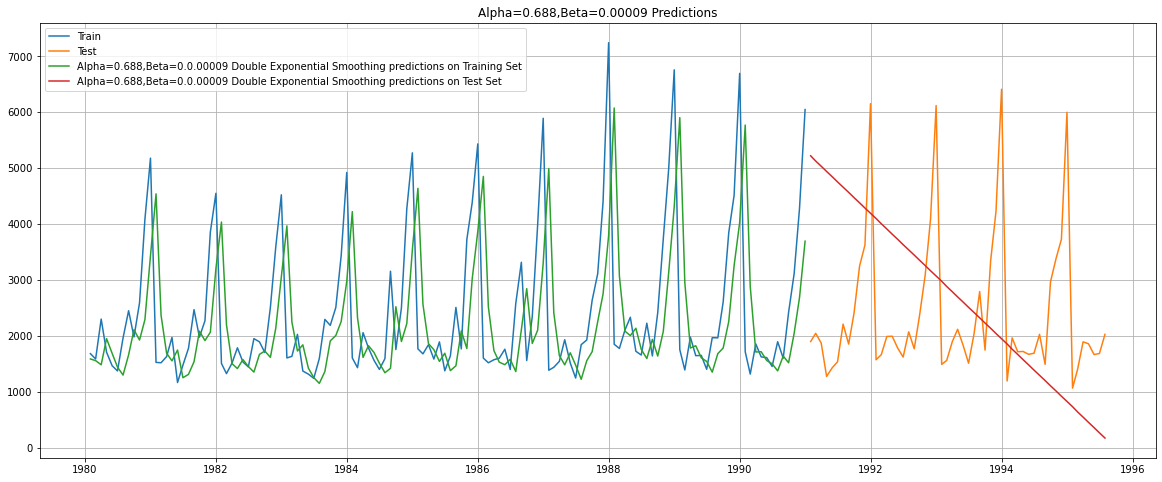 Alpha=0.688,Beta=0.00009 Predictions
Train
Test
Alpha=0.688,Beta=0.0.00009 Double Exponential Smoothing predictions on Training Set
Alpha=0.688,Beta=0.0.00009 Double Exponential Smoothing predictions on Test Set
7000
6000
5000
4000
3000
2000
1000
0
1980 1982 1984 1986 1988 1990 1992 1994 1996